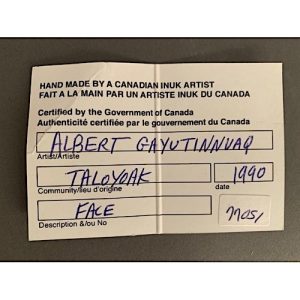 HAND MADE BY A CANADIAN INUK ARTIST
FAIT A LA MAIN PAR UN ARTISTE INUK DU CANADA
Certified by the Government of Canada
Authenticité certifiée par le gouvernement du Canada
ALBERT GAYUTINNUAQ
Artist/Artiste
TALOYOAK 1990
Community/lieu d'origine date
FACE 77051
Description &/ou No